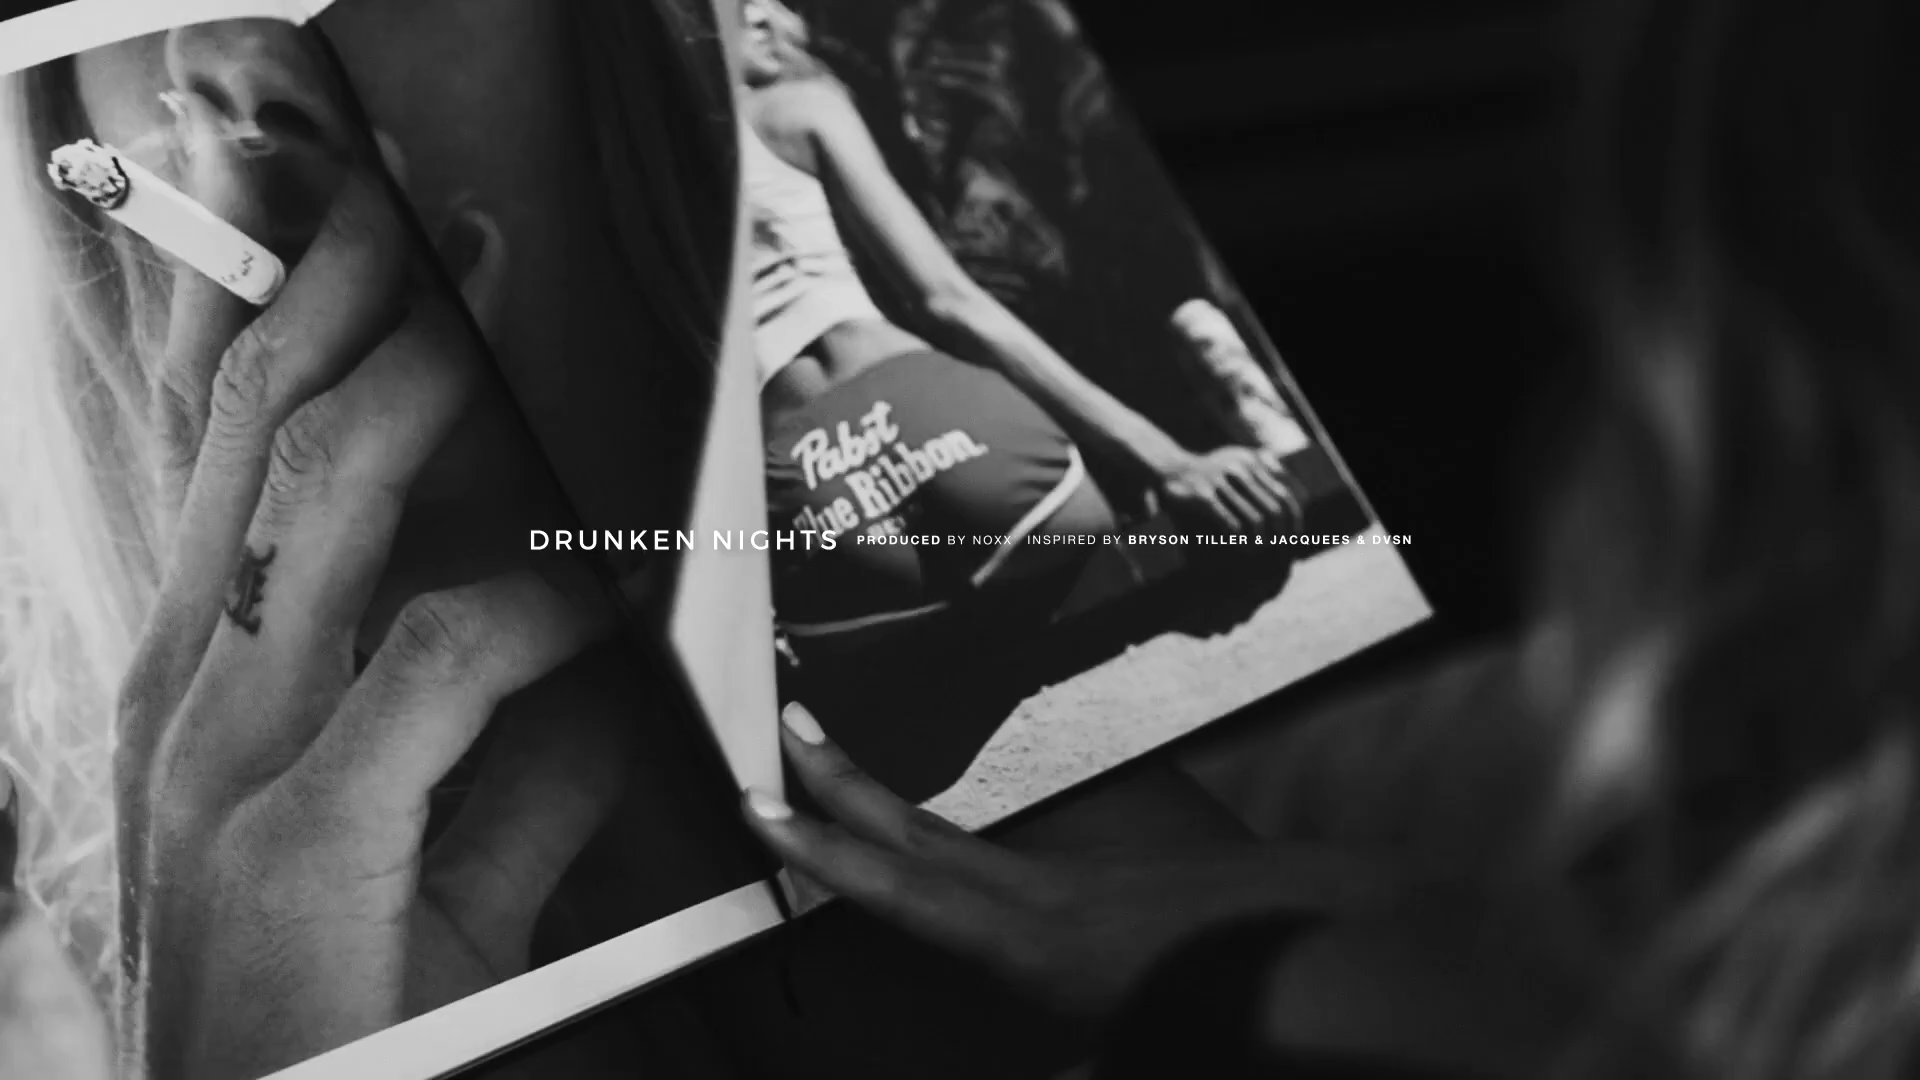 Pabst
Blue Ribbon.
DRUNKEN NIGHTS PRODUCED BY NOXX INSPIRED BY BRYSON TILLER & JACQUEES & DVSN